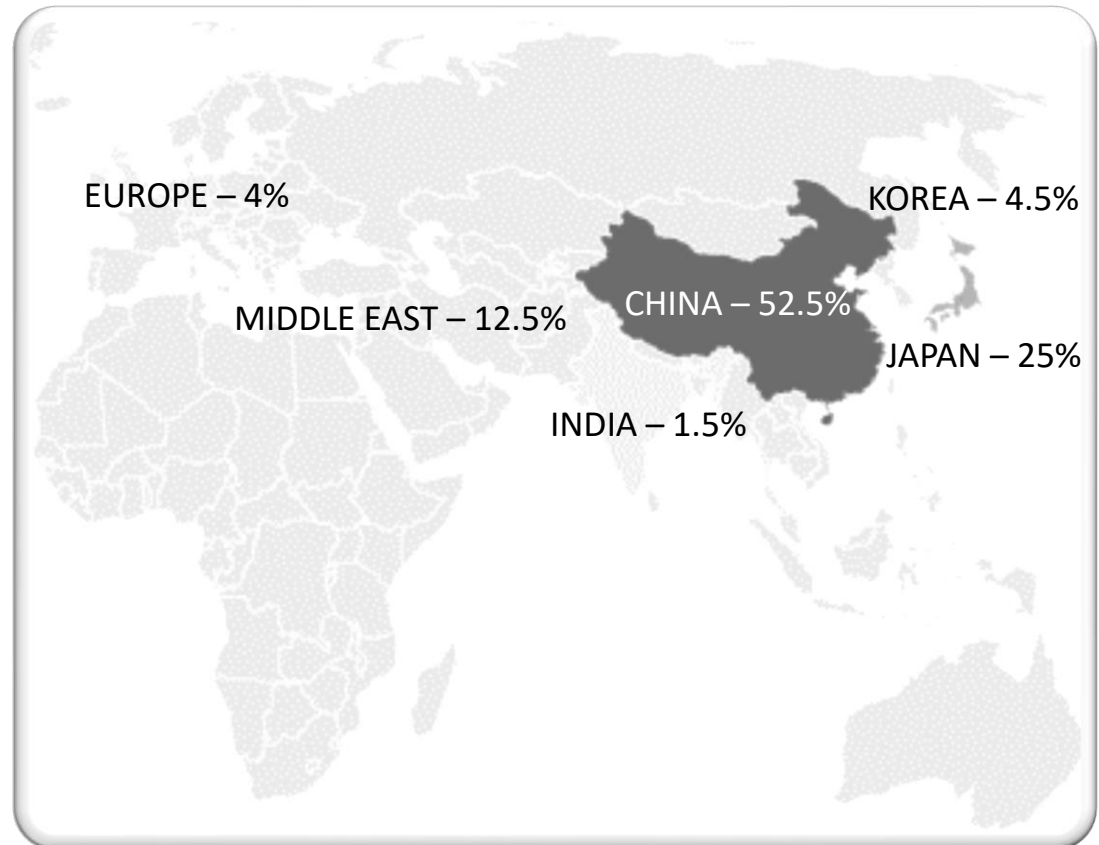 EUROPE – 4%
KOREA – 4.5%
CHINA – 52.5%
MIDDLE EAST – 12.5%
JAPAN – 25%
INDIA – 1.5%